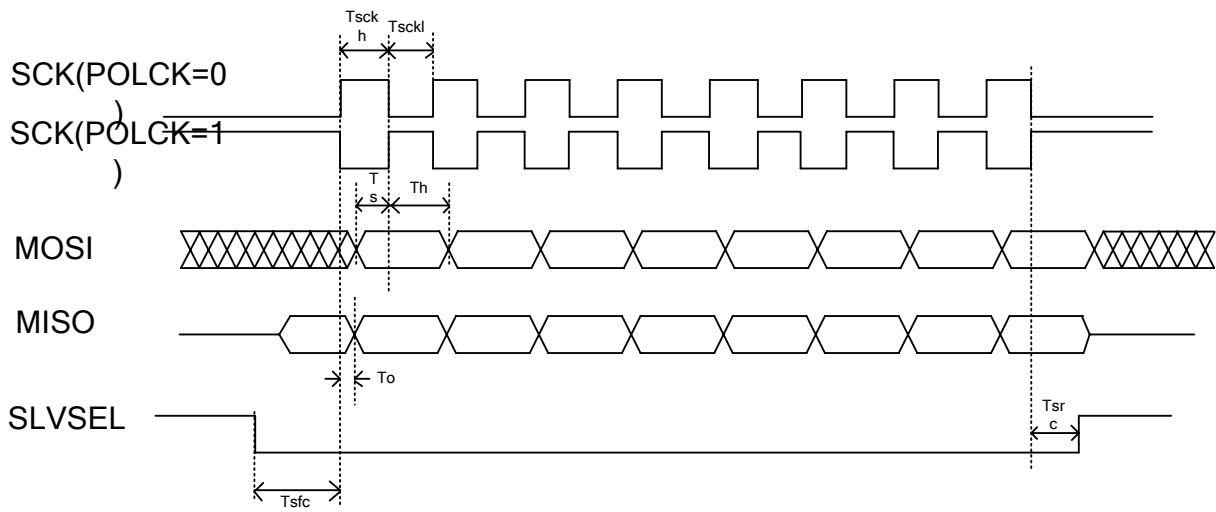 Tsck
h
Tsckl
SCK(POLCK=0
)
SCK(POLCK=1
)
T
s
Th
MOSI
MISO
To
SLVSEL
Tsr
c
Tsfc